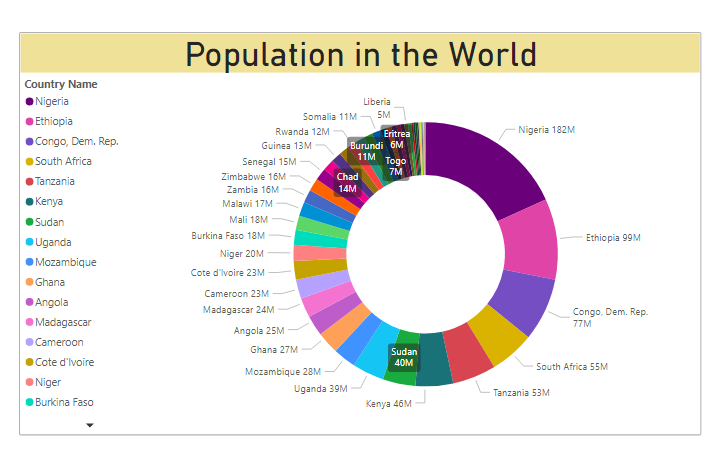 Population in the World
Country Name
Nigeria
Ethiopia
Congo, Dem. Rep.
South Africa
Tanzania
Kenya
Sudan
Uganda
Mozambique
Ghana
Angola
Madagascar
Cameroon
Cote d'Ivoire
Niger
Burkina Faso
Nigeria 182M
Ethiopia 99M
Congo, Dem. Rep.
77M
South Africa 55M
Tanzania 53M
Kenya 46M
Sudan
40M
Uganda 39M
Mozambique 28M
Ghana 27M
Angola 25M
Madagascar 24M
Cameroon 23M
Cote d'Ivoire 23M
Niger 20M
Burkina Faso 18M
Mali 18M
Malawi 17M
Zambia 16M
Zimbabwe 16M
Senegal 15M
Chad
14M
Guinea 13M
Rwanda 12M
Burundi
11M
Somalia 11M
Togo
7M
Eritrea
6M
Liberia
5M